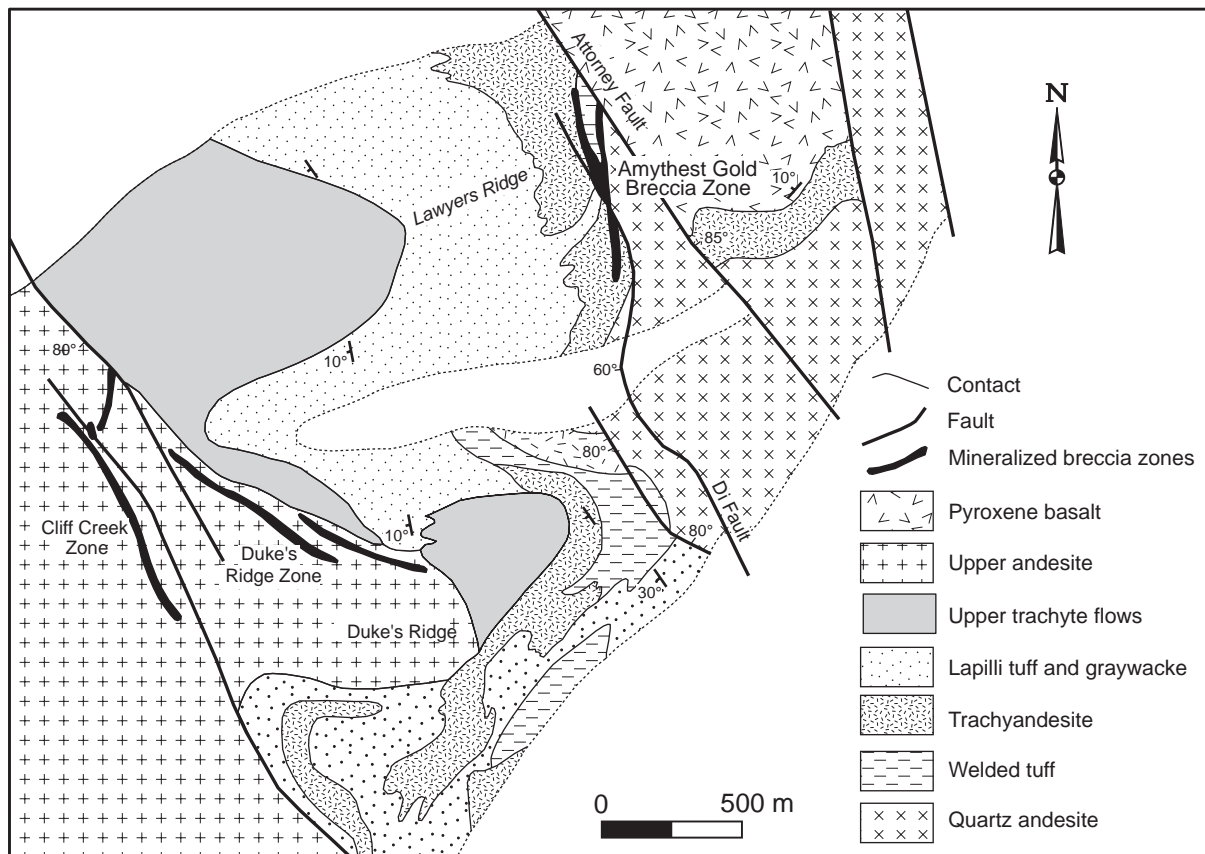 N
Attorney Fault
Amythest Gold
Breccia Zone
10°
Lawyers Ridge
85°
80°
10°
60°
Contact
Fault
Mineralized breccia zones
80°
Di Fault
Cliff Creek
Zone
Duke's
Ridge Zone
10°
80°
30°
Duke's Ridge
Pyroxene basalt
Upper andesite
Upper trachyte flows
Lapilli tuff and graywacke
Trachyandesite
Welded tuff
Quartz andesite
0 500 m